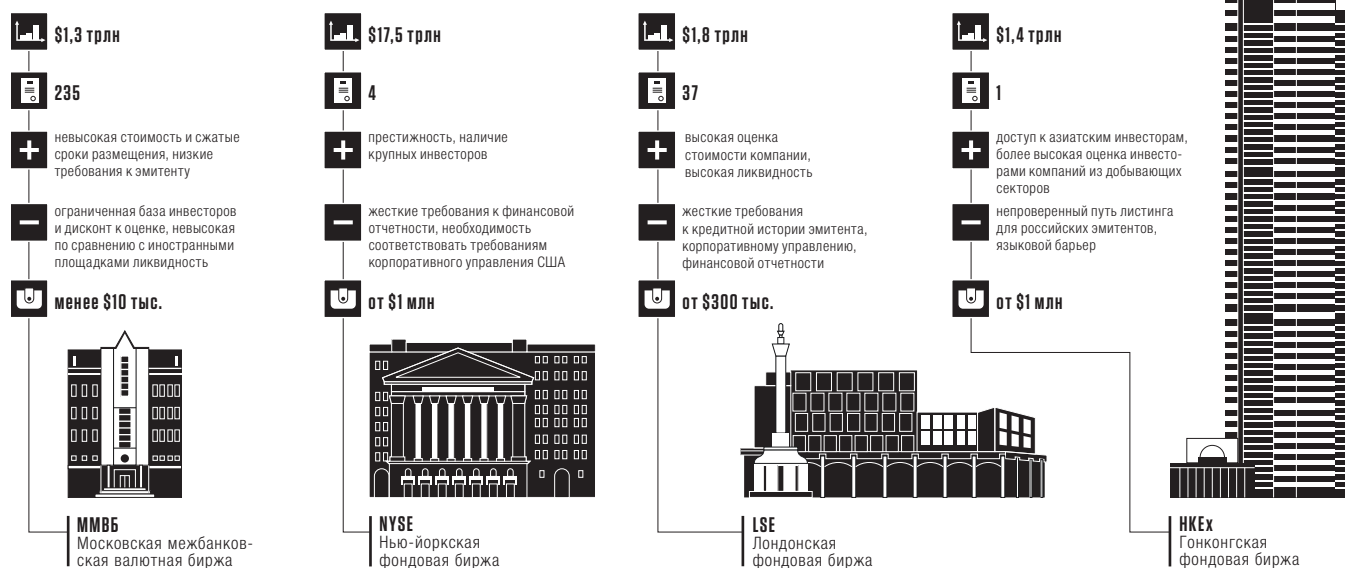 $1,3 трлн
235
невысокая стоимость и сжатые
сроки размещения, низкие
требования к эмитенту
ограниченная база инвесторов
и дисконт к оценке, невысокая
по сравнению с иностранными
площадками ликвидность
менее $10 тыс.
ММВБ
Московская межбанков-
ская валютная биржа
$17,5 трлн
4
престижность, наличие
крупных инвесторов
жесткие требования к финансовой
отчетности, необходимость
соответствовать требованиям
корпоративного управления США
от $1 млн
NYSE
Нью-йоркская
фондовая биржа
$1,8 трлн
37
высокая оценка
стоимости компании,
высокая ликвидность
жесткие требования
к кредитной истории эмитента,
корпоративному управлению,
финансовой отчетности
от $300 тыс.
LSE
Лондонская
фондовая биржа
$1,4 трлн
1
доступ к азиатским инвесторам,
более высокая оценка инвесто-
рами компаний из добывающих
секторов
непроверенный путь листинга
для российских эмитентов,
языковой барьер
от $1 млн
HKEx
Гонконгская
фондовая биржа